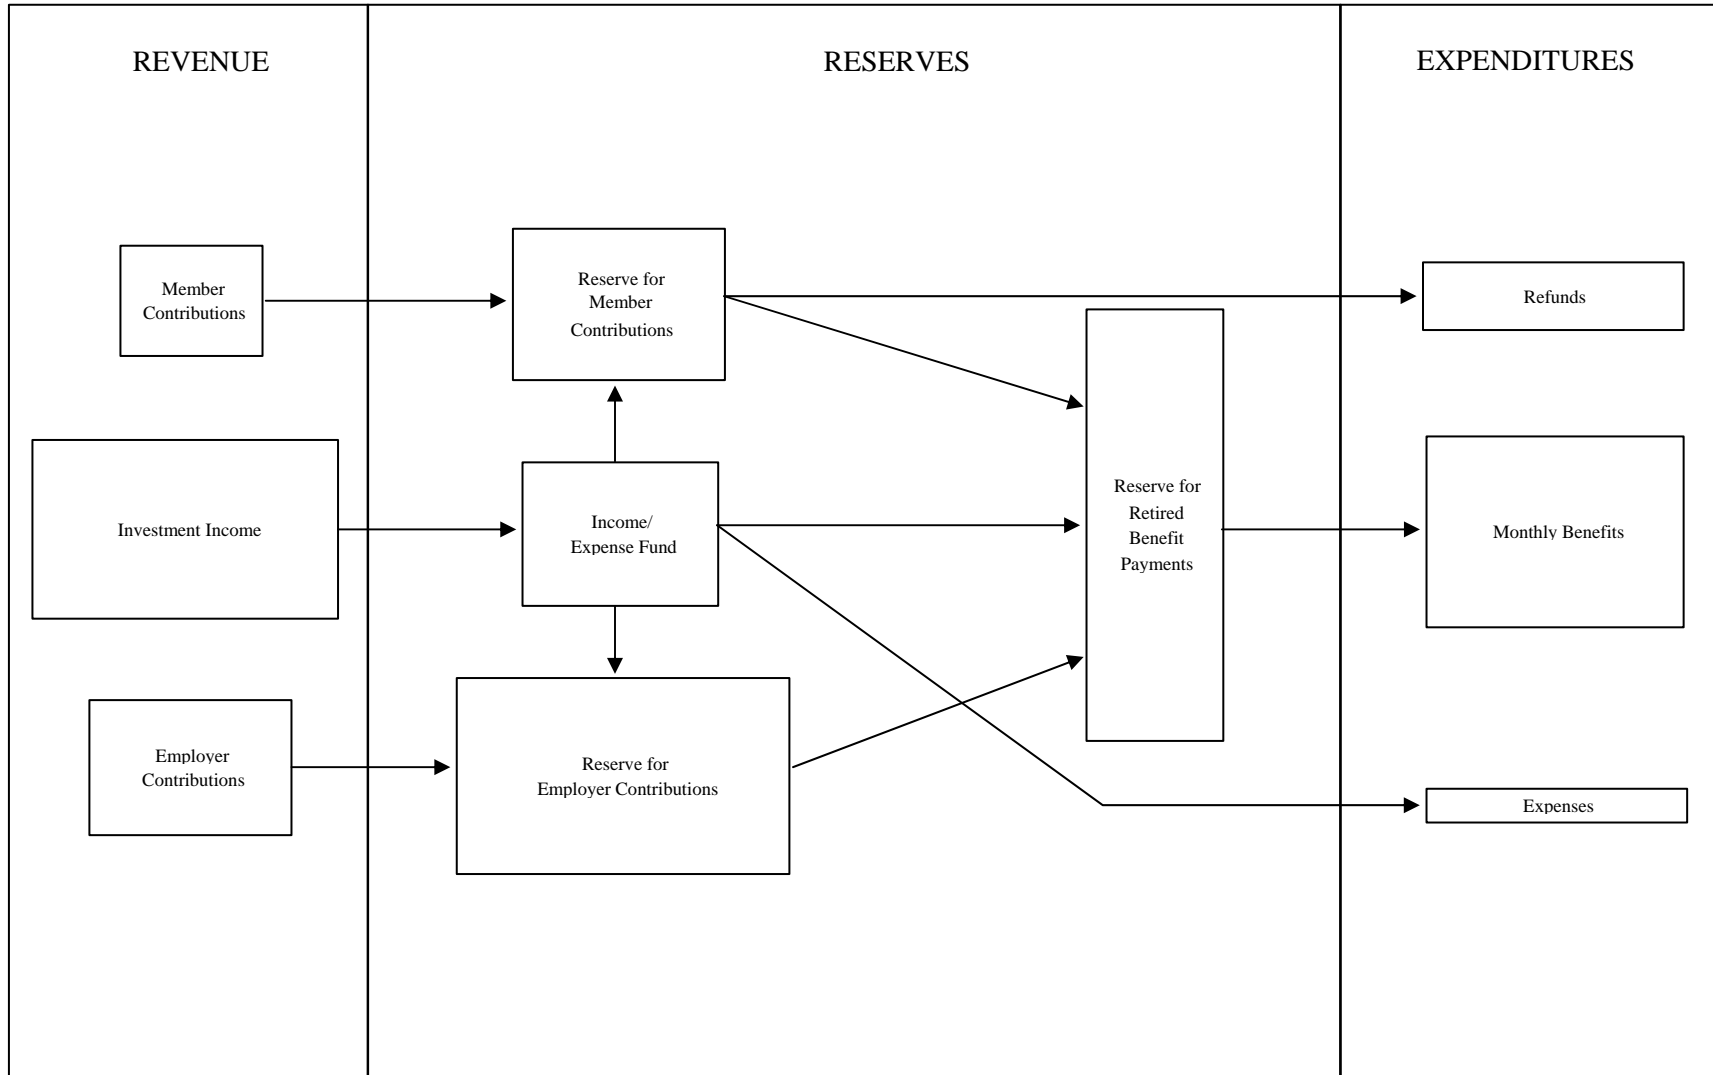 REVENUE
RESERVES
EXPENDITURES
Member
Contributions
Reserve for
Member
Contributions
Refunds
Investment Income
Income/
Expense Fund
Reserve for
Retired
Benefit
Payments
Monthly Benefits
Employer
Contributions
Reserve for
Employer Contributions
Expenses